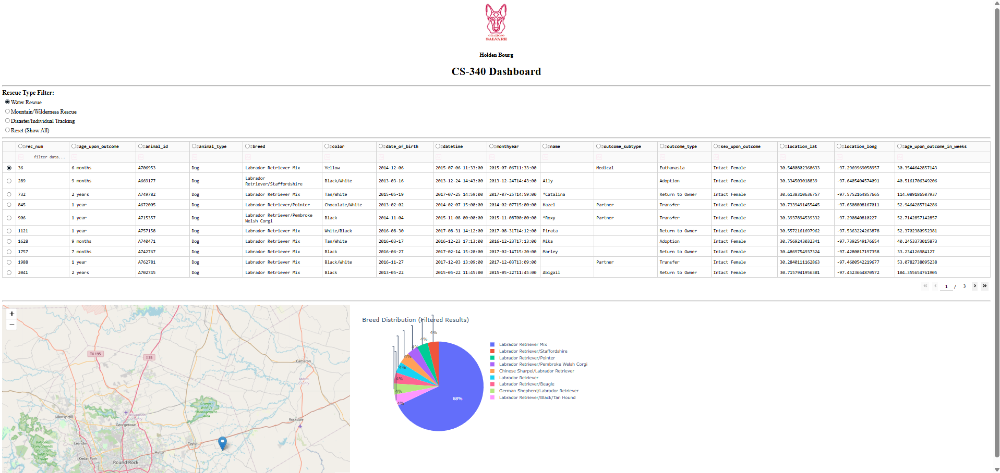 GRAZIOSO
SALVARE
Holden Bourg
CS-340 Dashboard
Rescue Type Filter:
Water Rescue
Mountain/Wilderness Rescue
Disaster/Individual Tracking
Reset (Show All)
rec_num age_upon_outcome animal_id animal_type breed color date_of_birth datetime monthyear name outcome_subtype outcome_type sex_upon_outcome location_lat location_long age_upon_outcome_in_weeks
filter data...
36 6 months A706953 Dog Labrador Retriever Mix Yellow 2014-12-06 2015-07-06 11:33:00 2015-07-06T11:33:00 Medical Euthanasia Intact Female 30.5480802368633 -97.2969969058957 30.3544642857143
289 9 months A669177 Dog Labrador Retriever/Staffordshire Black/White 2013-03-16 2013-12-24 14:43:00 2013-12-24T14:43:00 Ally Adoption Intact Female 30.334503018839 -97.6405404574091 40.5161706349206
732 2 years A749782 Dog Labrador Retriever Mix Tan/White 2015-05-19 2017-07-25 14:59:00 2017-07-25T14:59:00 *Catalina Return to Owner Intact Female 30.6138310636757 -97.5752164857665 114.089186507937
845 1 year A672005 Dog Labrador Retriever/Pointer Chocolate/White 2013-02-02 2014-02-07 15:00:00 2014-02-07T15:00:00 Hazel Partner Transfer Intact Female 30.7339491455445 -97.6508808167011 52.9464285714286
906 1 year A715357 Dog Labrador Retriever/Pembroke Welsh Corgi Black 2014-11-04 2015-11-08 00:00:00 2015-11-08T00:00:00 *Roxy Partner Transfer Intact Female 30.3937894539332 -97.290840810227 52.7142857142857
1121 1 year A757158 Dog Labrador Retriever Mix White/Black 2016-08-30 2017-08-31 14:12:00 2017-08-31T14:12:00 Pirata Return to Owner Intact Female 30.5572161697962 -97.5363224263878 52.3702380952381
1628 9 months A740471 Dog Labrador Retriever Mix Tan/White 2016-03-17 2016-12-23 17:13:00 2016-12-23T17:13:00 Mika Adoption Intact Female 30.7569243032341 -97.7392549176654 40.2453373015873
1757 7 months A742767 Dog Labrador Retriever Mix Black 2016-06-27 2017-02-14 15:20:00 2017-02-14T15:20:00 Marley Return to Owner Intact Female 30.4869754937324 -97.4280017197358 33.234126984127
1988 1 year A762781 Dog Labrador Retriever Mix Black/White 2016-11-27 2017-12-03 13:09:00 2017-12-03T13:09:00 Partner Transfer Intact Female 30.2840111162863 -97.4600542219677 53.0782738095238
2041 2 years A702745 Dog Labrador Retriever Mix Black 2013-05-22 2015-05-22 11:45:00 2015-05-22T11:45:00 Abigail Return to Owner Intact Female 30.7157941956301 -97.4523664870572 104.355654761905
« ‹ 1 / 3 › »
+
−
TX 195
I 35
Cameron
Milam
County
Granger
Wildlife
Management
Area
Liberty Hill
Williamson
County
Georgetown
Rockdale
Leander
Taylor
Balcones
Canyonlands
National
Wildlife
Refuge
Hutto
Cedar Park
Round Rock
Breed Distribution (Filtered Results)
4%
4%
4%
4%
4%
4%
4%
4%
68%
Labrador Retriever Mix
Labrador Retriever/Staffordshire
Labrador Retriever/Pointer
Labrador Retriever/Pembroke Welsh Corgi
Chinese Sharpei/Labrador Retriever
Labrador Retriever
Labrador Retriever/Beagle
German Shepherd/Labrador Retriever
Labrador Retriever/Black/Tan Hound